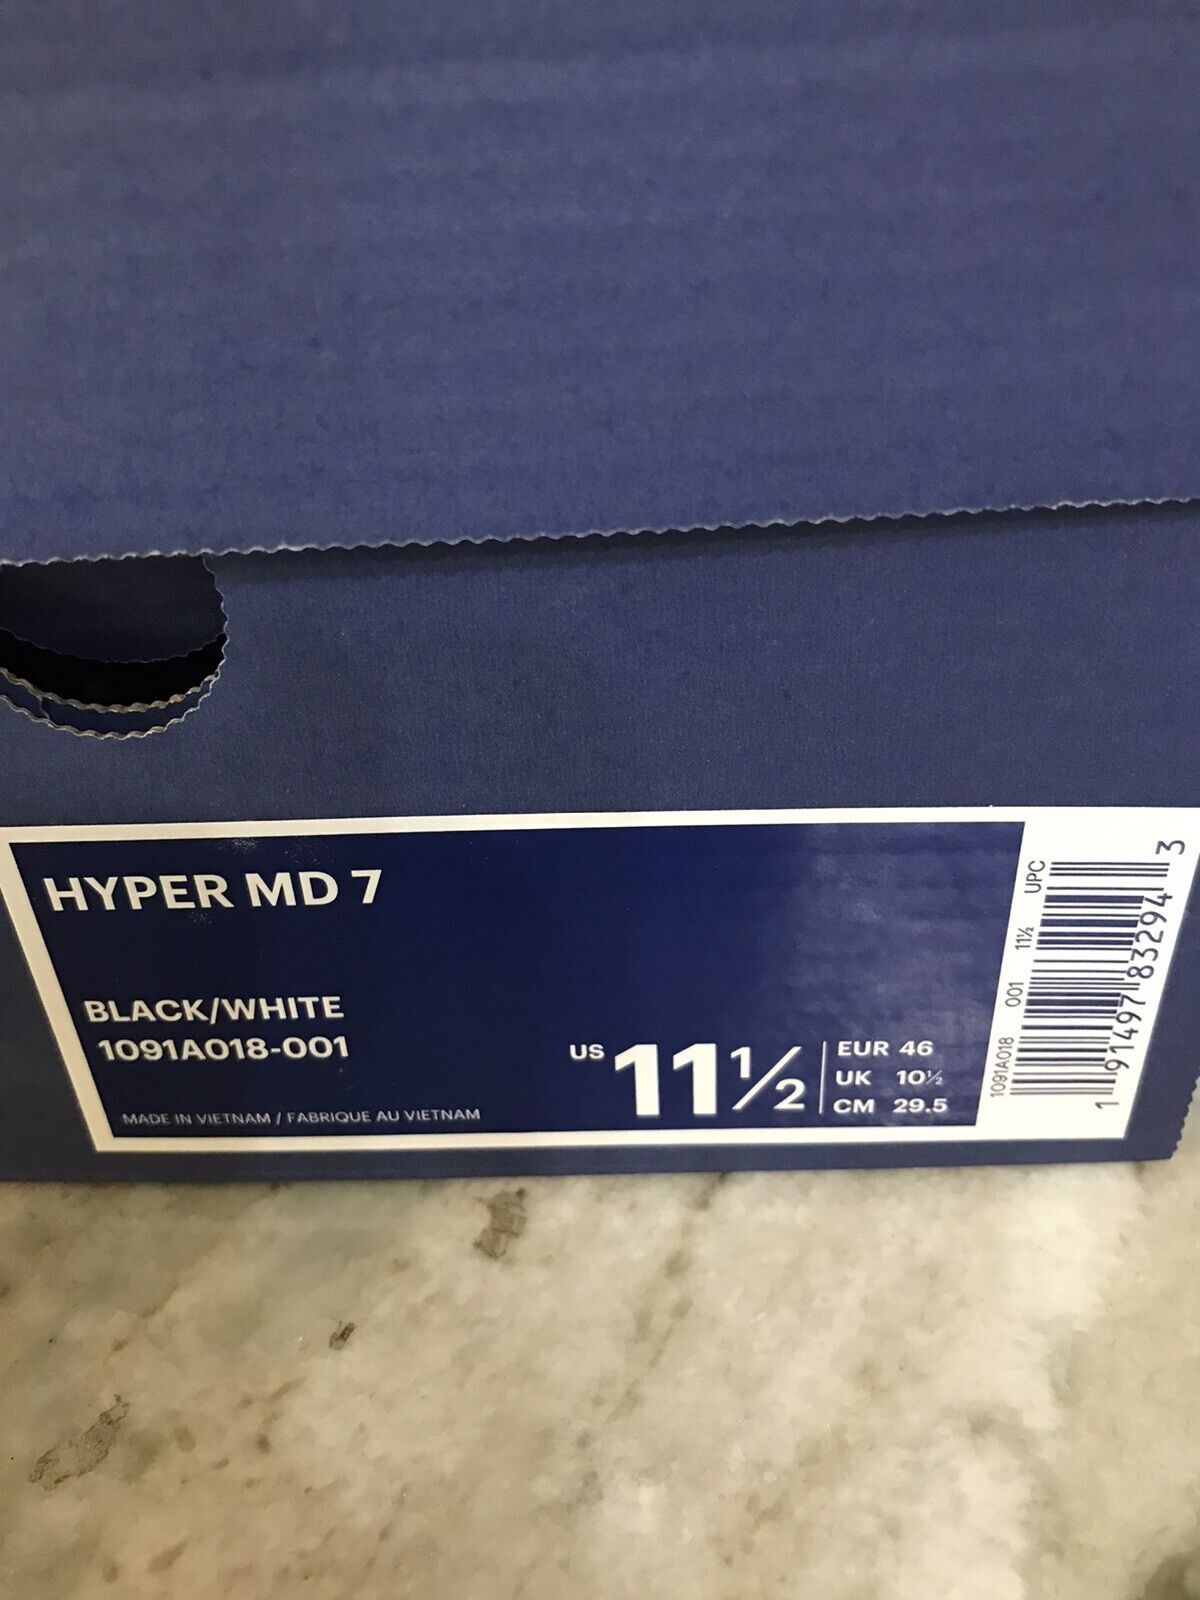 HYPER MD 7
BLACK/WHITE
1091A018-001
MADE IN VIETNAM / FABRIQUE AU VIETNAM
US 11½
EUR 46
UK 10½
CM 29.5
1091A018 001 11½ UPC
1 91497 83294 3